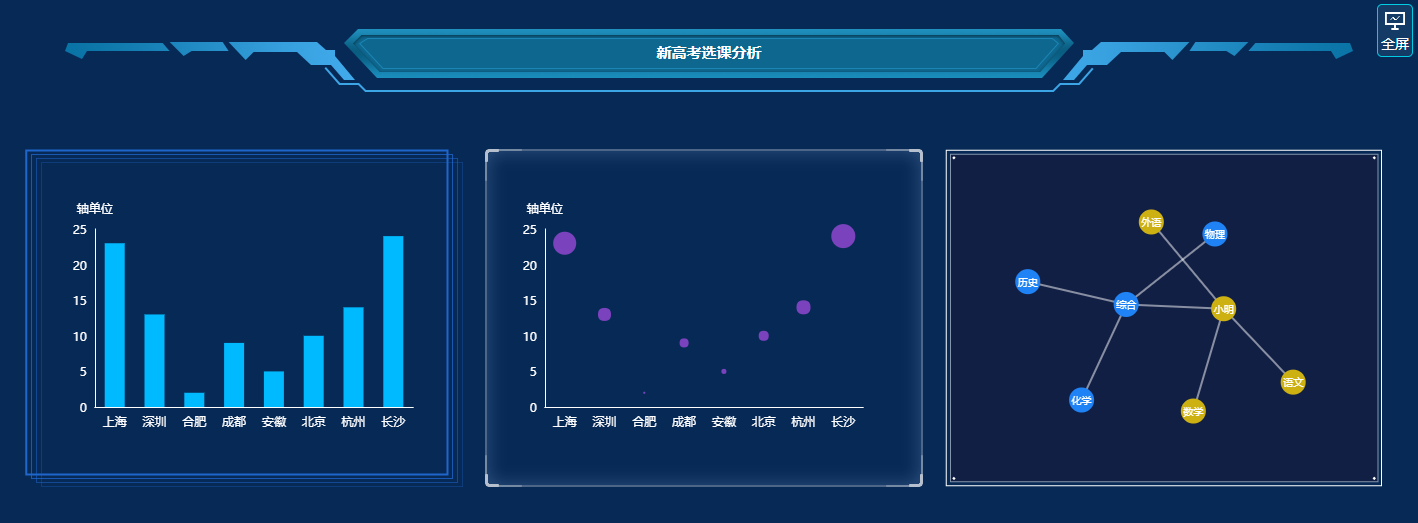 新高考选课分析
全屏
轴单位
25
20
15
10
5
0
上海 深圳 合肥 成都 安徽 北京 杭州 长沙
轴单位
25
20
15
10
5
0
上海 深圳 合肥 成都 安徽 北京 杭州 长沙
外语
物理
历史
综合
小明
语文
化学
数学